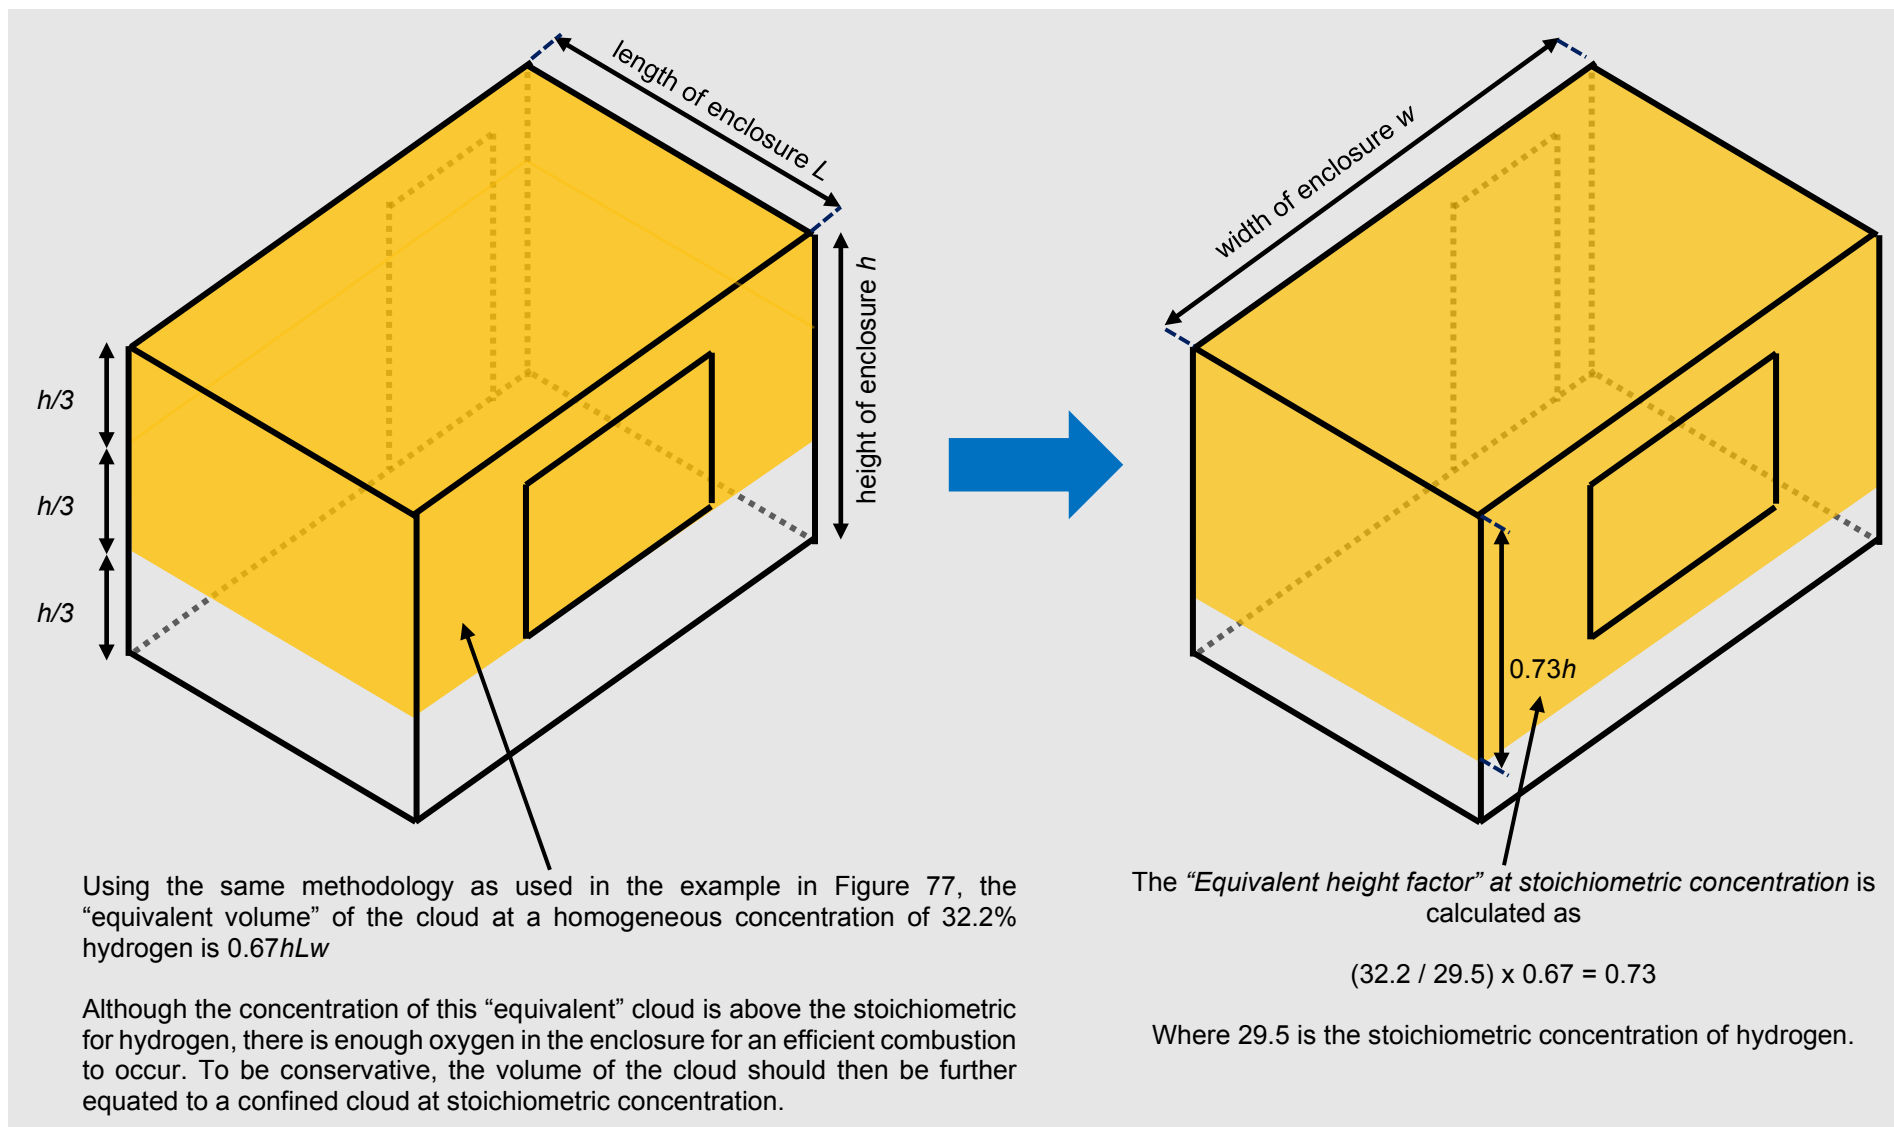 length of enclosure L
height of enclosure h
h/3
h/3
h/3
width of enclosure w
0.73h
Using the same methodology as used in the example in Figure 77, the
“equivalent volume” of the cloud at a homogeneous concentration of 32.2%
hydrogen is 0.67hLw
Although the concentration of this “equivalent” cloud is above the stoichiometric
for hydrogen, there is enough oxygen in the enclosure for an efficient combustion
to occur. To be conservative, the volume of the cloud should then be further
equated to a confined cloud at stoichiometric concentration.
The “Equivalent height factor” at stoichiometric concentration is
calculated as
(32.2 / 29.5) x 0.67 = 0.73
Where 29.5 is the stoichiometric concentration of hydrogen.